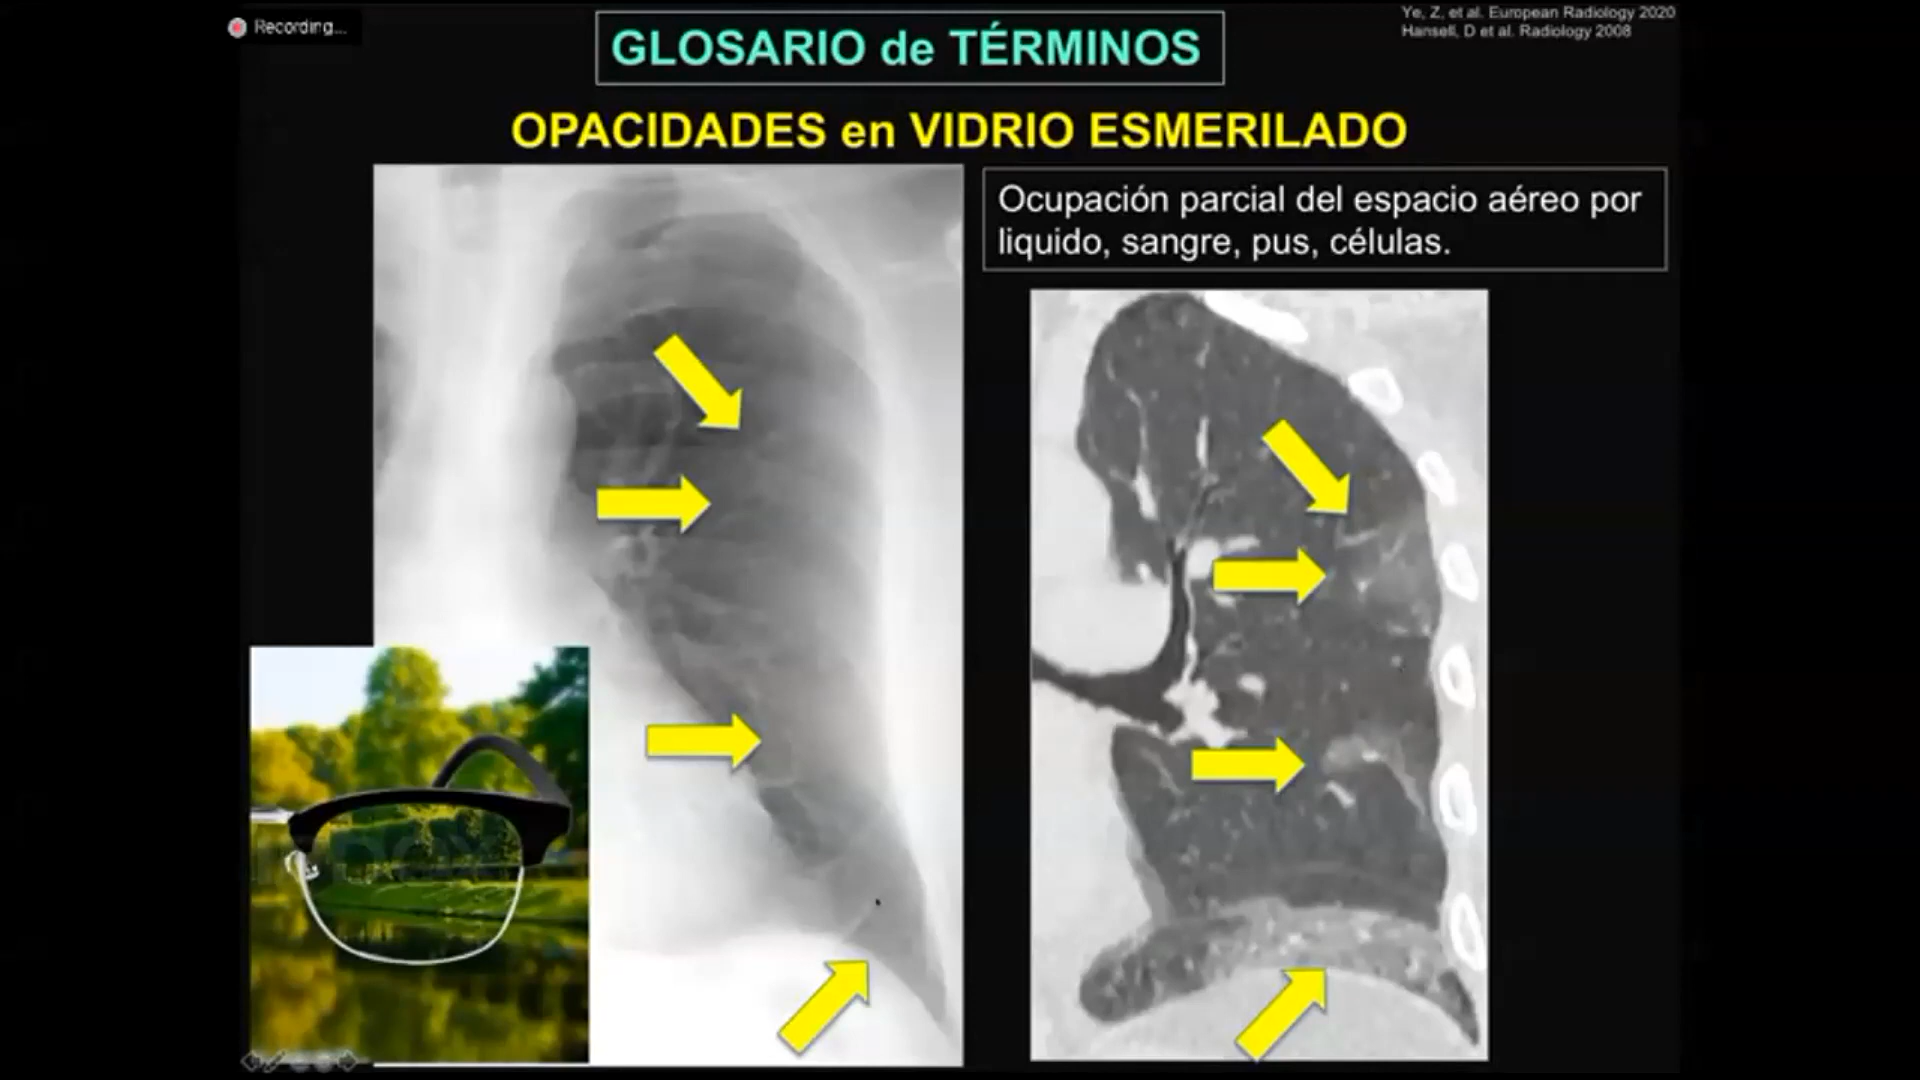 Recording...
Ye, Z, et al. European Radiology 2020
Hansell, D et al. Radiology 2008
GLOSARIO de TÉRMINOS
OPACIDADES en VIDRIO ESMERILADO
Ocupación parcial del espacio aéreo por
liquido, sangre, pus, células.